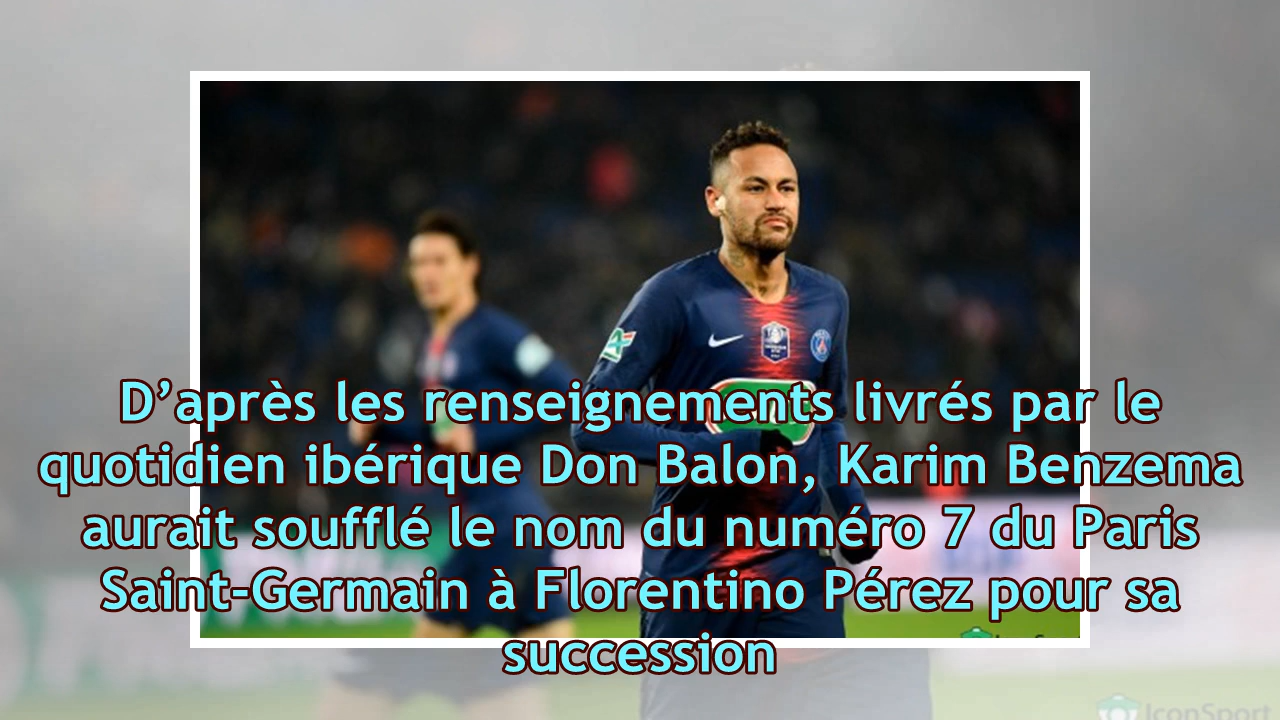 D’après les renseignements livrés par le
quotidien ibérique Don Balon, Karim Benzema
aurait soufflé le nom du numéro 7 du Paris
Saint-Germain à Florentino Pérez pour sa
succession
IconSport